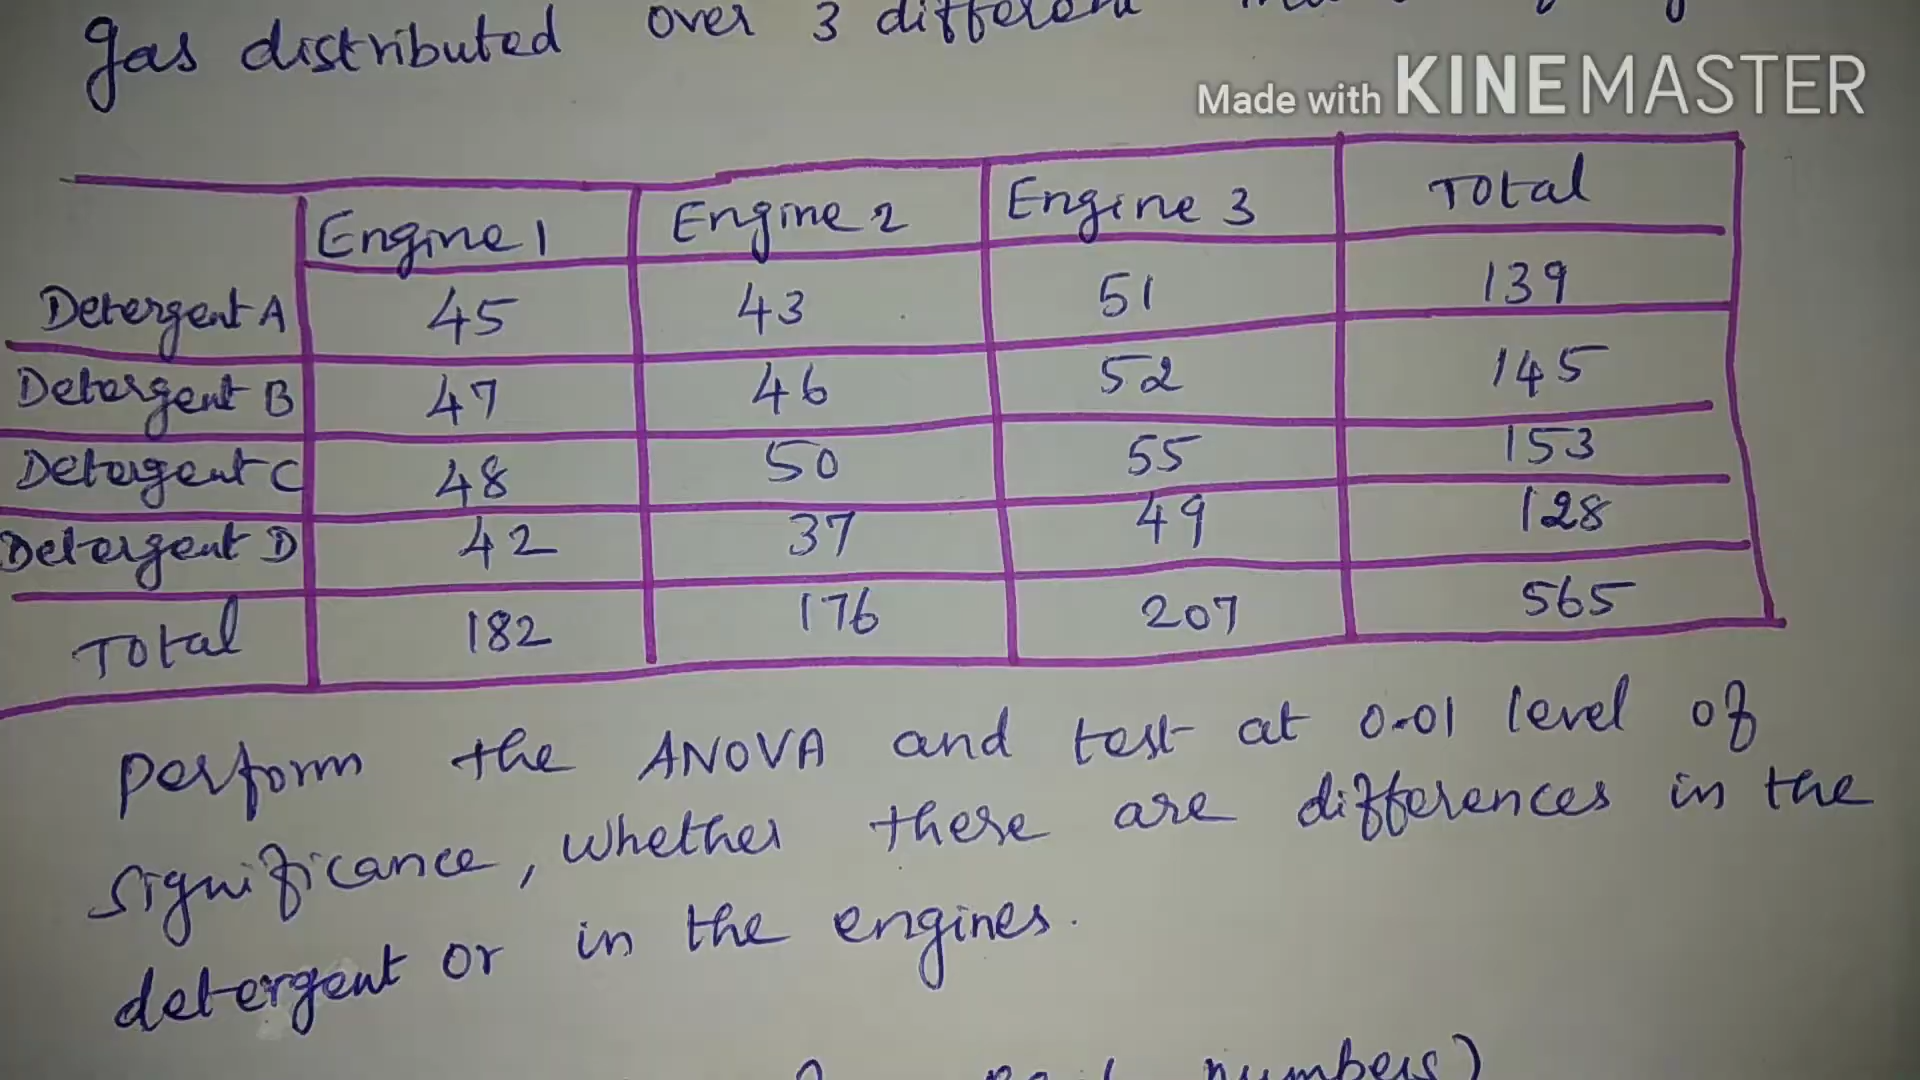 gas distributed over 3 different
Made with KINEMASTER
Engine 1 Engine 2 Engine 3 Total
Detergent A 45 43 51 139
Detergent B 47 46 52 145
Detergent C 48 50 55 153
Detergent D 42 37 49 128
Total 182 176 207 565
Perform the ANOVA and test at 0.01 level of
significance, whether there are differences in the
detergent or in the engines.
numbers)